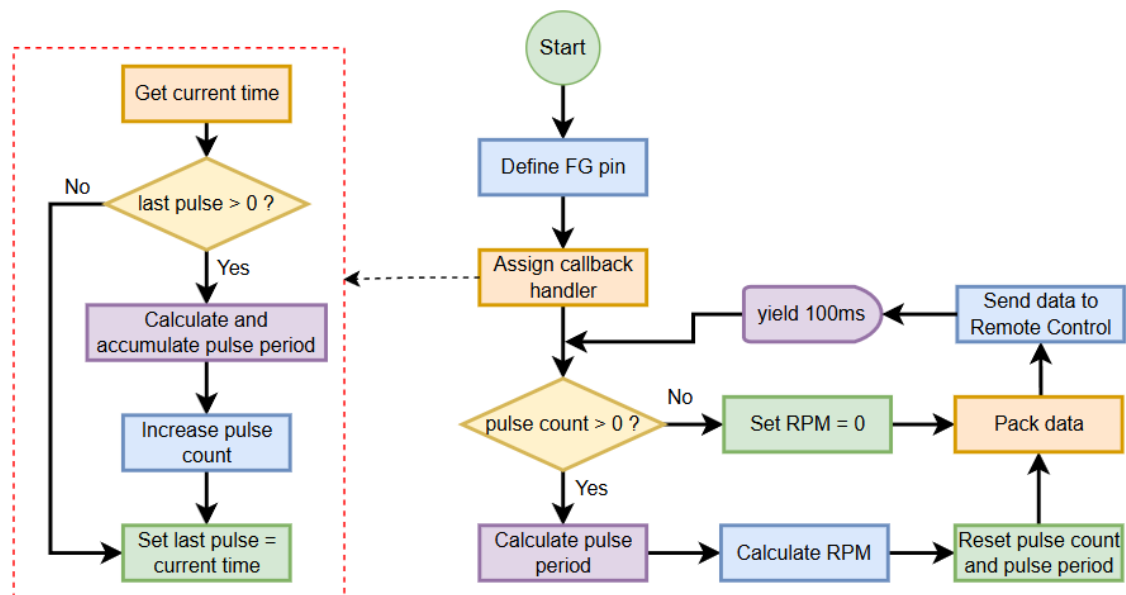 Start
Get current time
Define FG pin
No
last pulse > 0 ?
Yes
Assign callback
handler
Calculate and
accumulate pulse period
yield 100ms
Send data to
Remote Control
No
pulse count > 0 ?
Set RPM = 0
Pack data
Increase pulse
count
Yes
Set last pulse =
current time
Calculate pulse
period
Calculate RPM
Reset pulse count
and pulse period